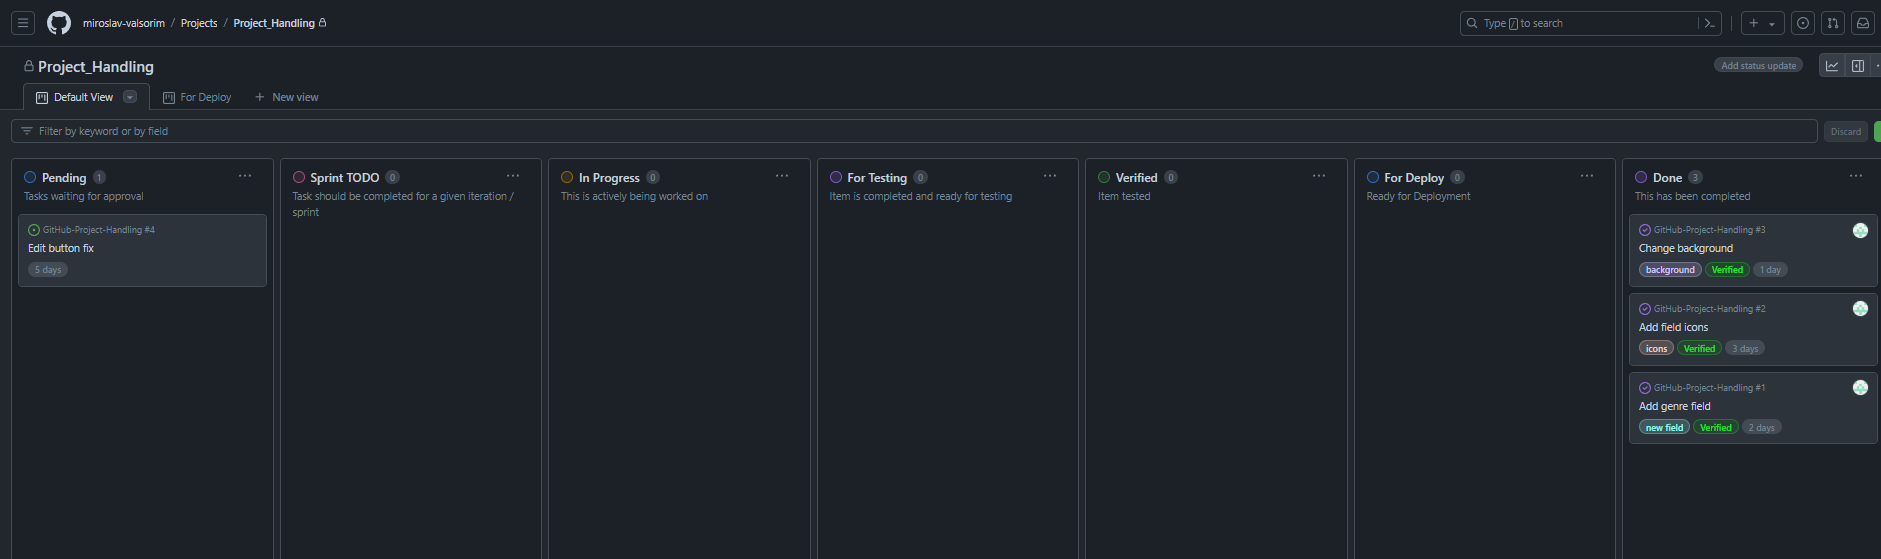 miroslav-valsorim / Projects / Project_Handling
Type / to search
Project_Handling
Add status update
Default View
For Deploy
New view
Filter by keyword or by field
Discard
Pending 1
Tasks waiting for approval
GitHub-Project-Handling #4
Edit button fix
5 days
Sprint TODO 0
Task should be completed for a given iteration /
sprint
In Progress 0
This is actively being worked on
For Testing 0
Item is completed and ready for testing
Verified 0
Item tested
For Deploy 0
Ready for Deployment
Done 3
This has been completed
GitHub-Project-Handling #3
Change background
background Verified 1 day
GitHub-Project-Handling #2
Add field icons
icons Verified 3 days
GitHub-Project-Handling #1
Add genre field
new field Verified 2 days